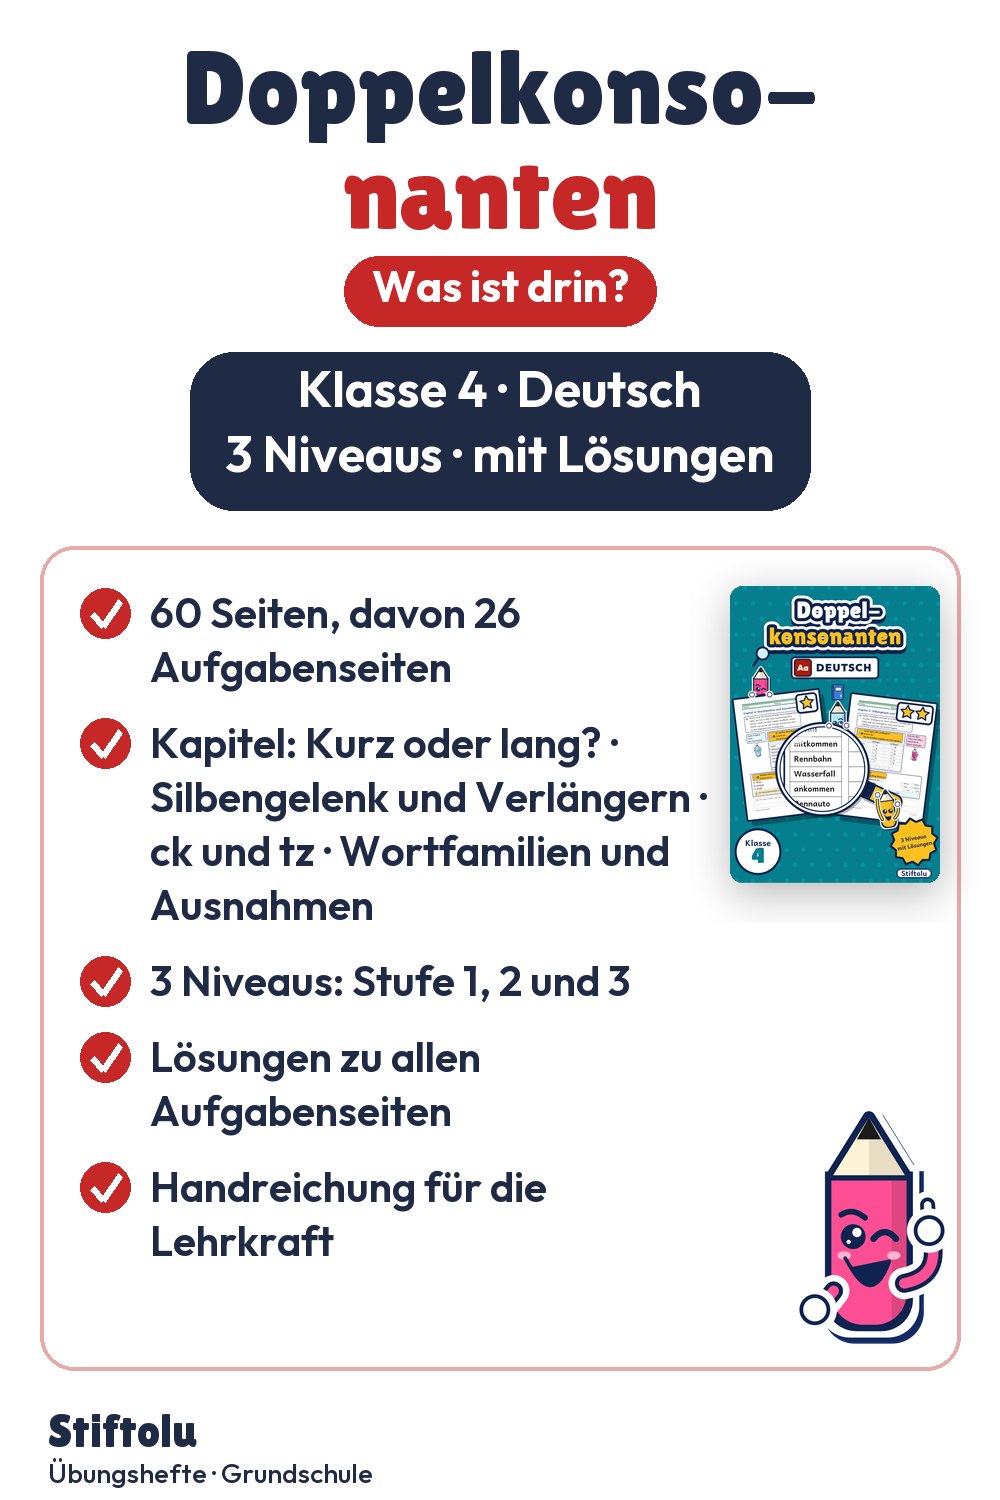 Doppelkonso–
nanten
Was ist drin?
Klasse 4 · Deutsch
3 Niveaus · mit Lösungen
60 Seiten, davon 26
Aufgabenseiten
Kapitel: Kurz oder lang? ·
Silbengelenk und Verlängern ·
ck und tz · Wortfamilien und
Ausnahmen
3 Niveaus: Stufe 1, 2 und 3
Lösungen zu allen
Aufgabenseiten
Handreichung für die
Lehrkraft
Doppel–
konsonanten
Aa DEUTSCH
mitkommen
Rennbahn
Wasserfall
ankommen
Rennauto
Klasse
4
3 Niveaus
mit Lösungen
Stiftolu
Stiftolu
Übungshefte · Grundschule